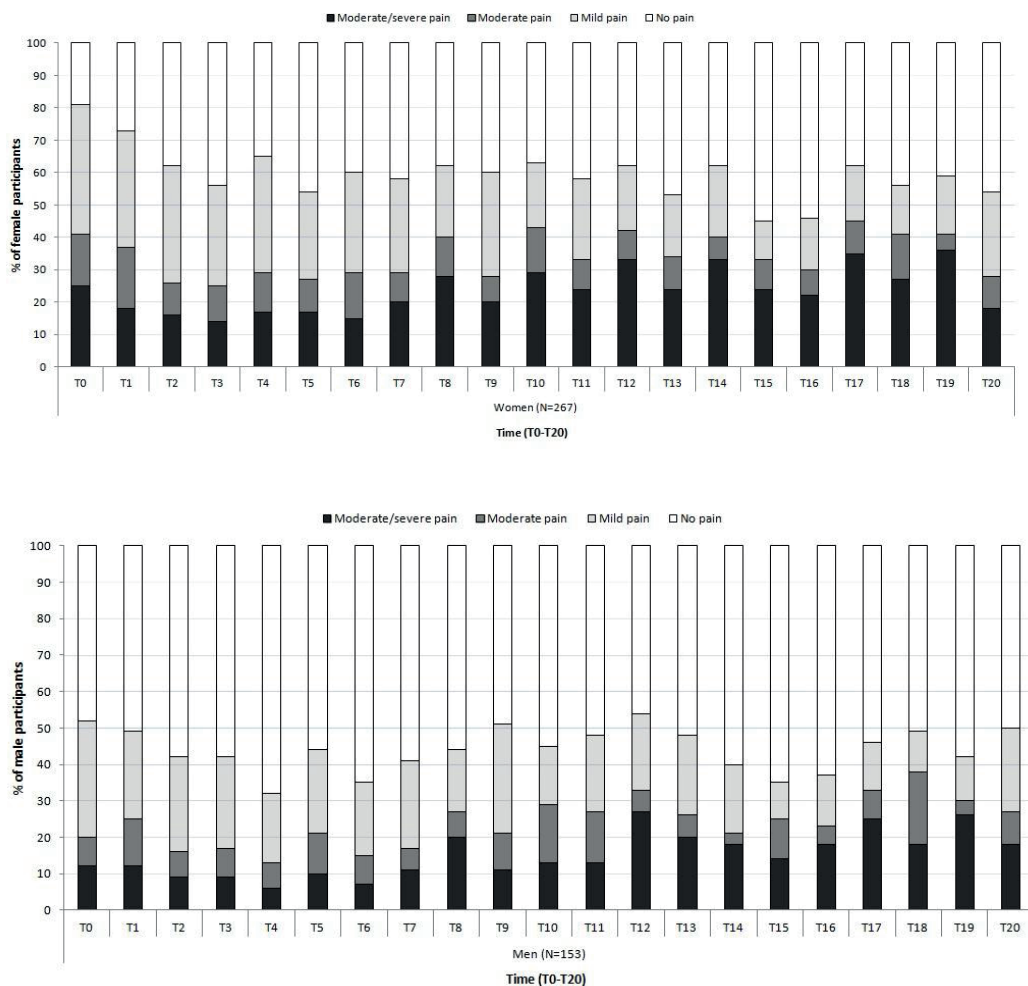 Moderate/severe pain Moderate pain Mild pain No pain
% of female participants
100
90
80
70
60
50
40
30
20
10
0
T0 T1 T2 T3 T4 T5 T6 T7 T8 T9 T10 T11 T12 T13 T14 T15 T16 T17 T18 T19 T20
Women (N=267)
Time (T0-T20)
Moderate/severe pain Moderate pain Mild pain No pain
% of male participants
100
90
80
70
60
50
40
30
20
10
0
T0 T1 T2 T3 T4 T5 T6 T7 T8 T9 T10 T11 T12 T13 T14 T15 T16 T17 T18 T19 T20
Men (N=153)
Time (T0-T20)